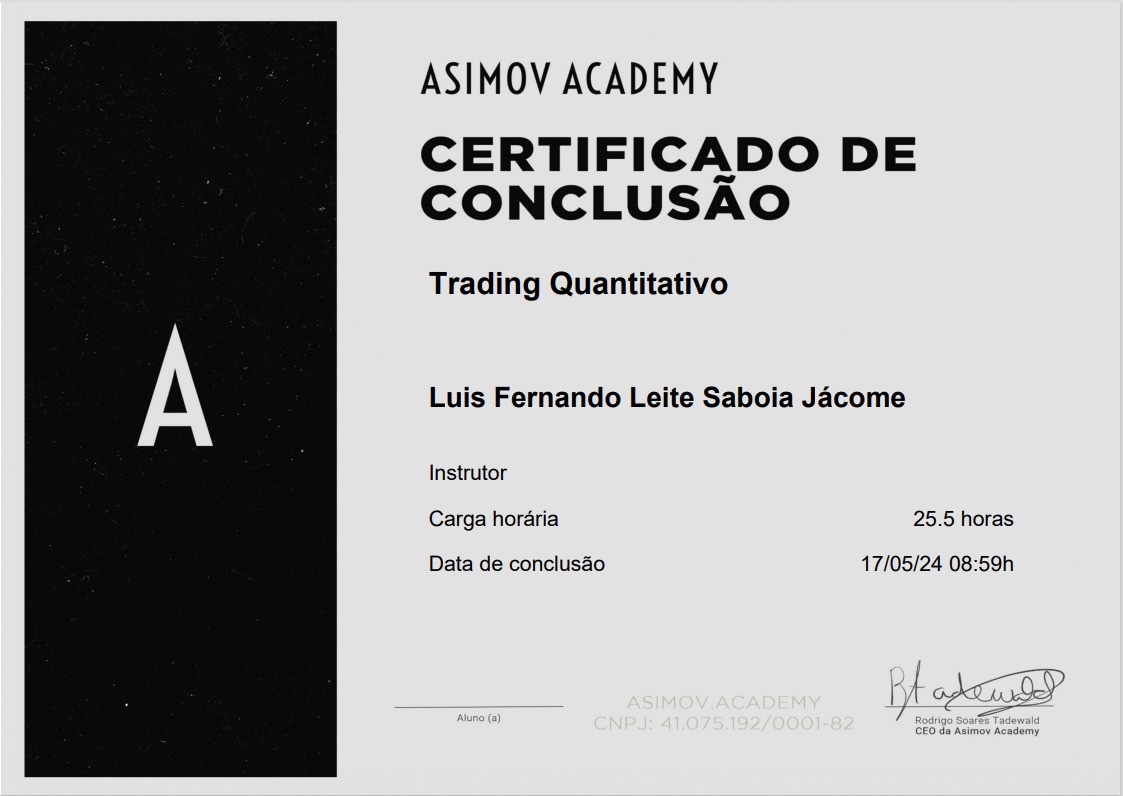 ASIMOV ACADEMY
CERTIFICADO DE
CONCLUSÃO
Trading Quantitativo
A
Luis Fernando Leite Saboia Jácome
Instrutor
Carga horária 25.5 horas
Data de conclusão 17/05/24 08:59h
Aluno (a)
ASIMOV.ACADEMY
CNPJ: 41.075.192/0001-82
RTadewald
Rodrigo Soares Tadewald
CEO da Asimov Academy